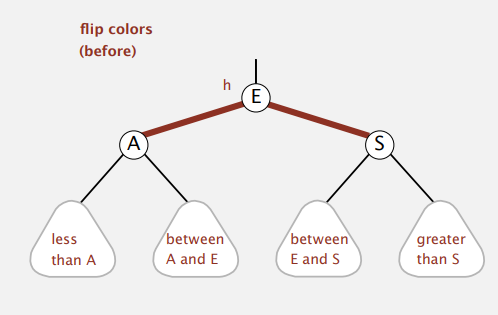 flip colors
(before)
h
E
A
S
less
than A
between
A and E
between
E and S
greater
than S